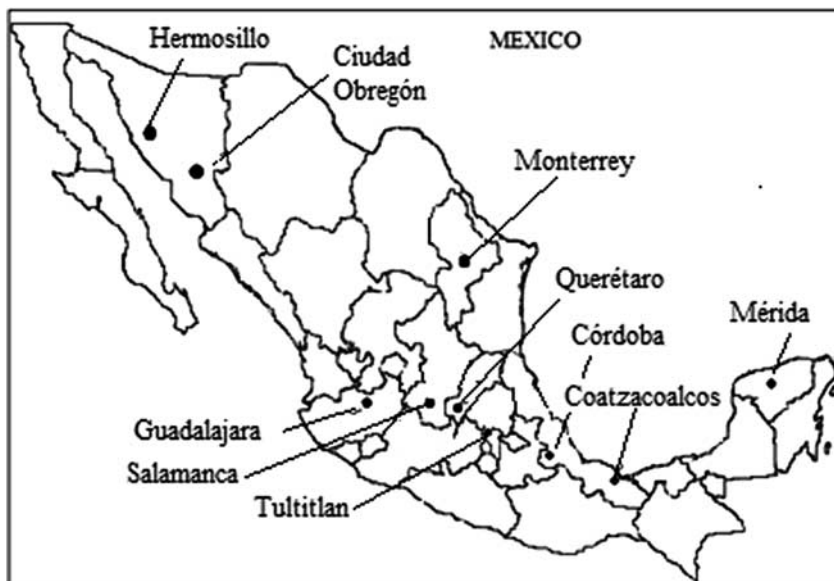 Hermosillo
MEXICO
Ciudad
Obregón
Monterrey
Querétaro
Córdoba
Mérida
Coatzacoalcos
Guadalajara
Salamanca
Tultitlan